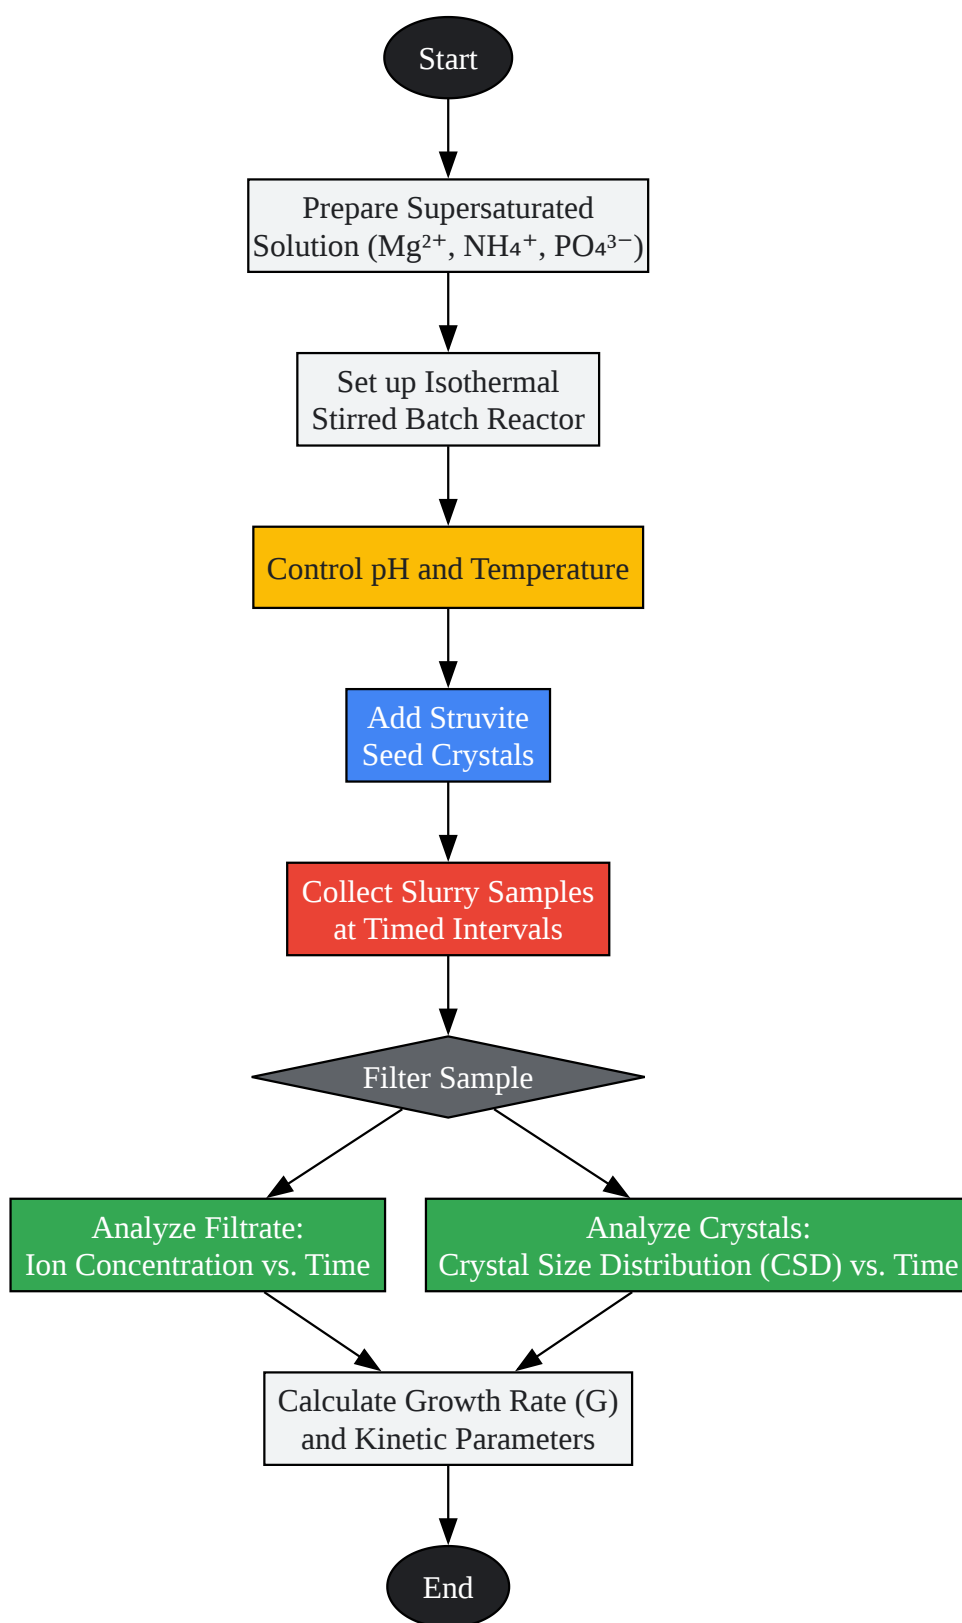 Start
Prepare Supersaturated
Solution (Mg²⁺, NH₄⁺, PO₄³⁻)
Set up Isothermal
Stirred Batch Reactor
Control pH and Temperature
Add Struvite
Seed Crystals
Collect Slurry Samples
at Timed Intervals
Filter Sample
Analyze Filtrate:
Ion Concentration vs. Time
Analyze Crystals:
Crystal Size Distribution (CSD) vs. Time
Calculate Growth Rate (G)
and Kinetic Parameters
End